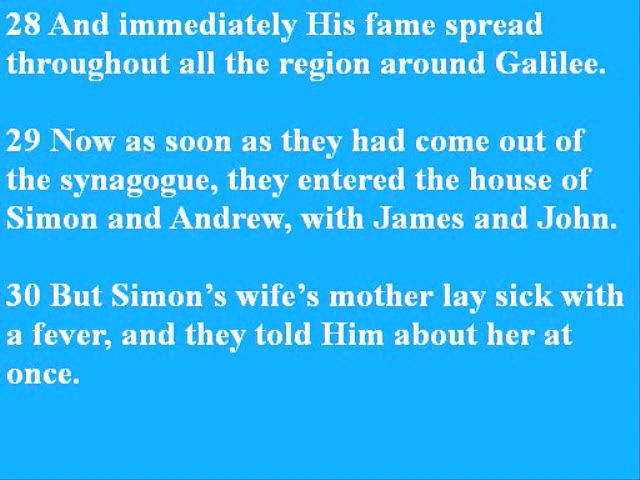 28 And immediately His fame spread
throughout all the region around Galilee.
29 Now as soon as they had come out of
the synagogue, they entered the house of
Simon and Andrew, with James and John.
30 But Simon’s wife’s mother lay sick with
a fever, and they told Him about her at
once.